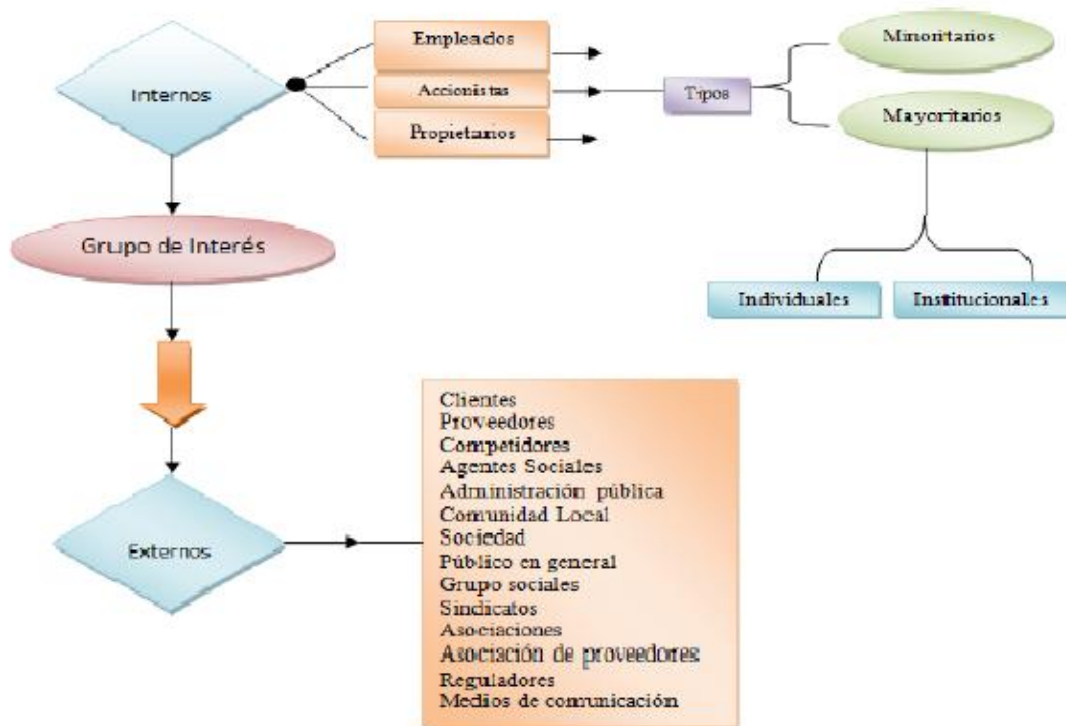 Internos
Empleados
Accionistas
Propietarios
Tipos
Minoritarios
Mayoritarios
Individuales
Institucionales
Grupo de Interés
Externos
Clientes
Proveedores
Competidores
Agentes Sociales
Administración pública
Comunidad Local
Sociedad
Público en general
Grupo sociales
Sindicatos
Asociaciones
Asociación de proveedores
Reguladores
Medios de comunicación